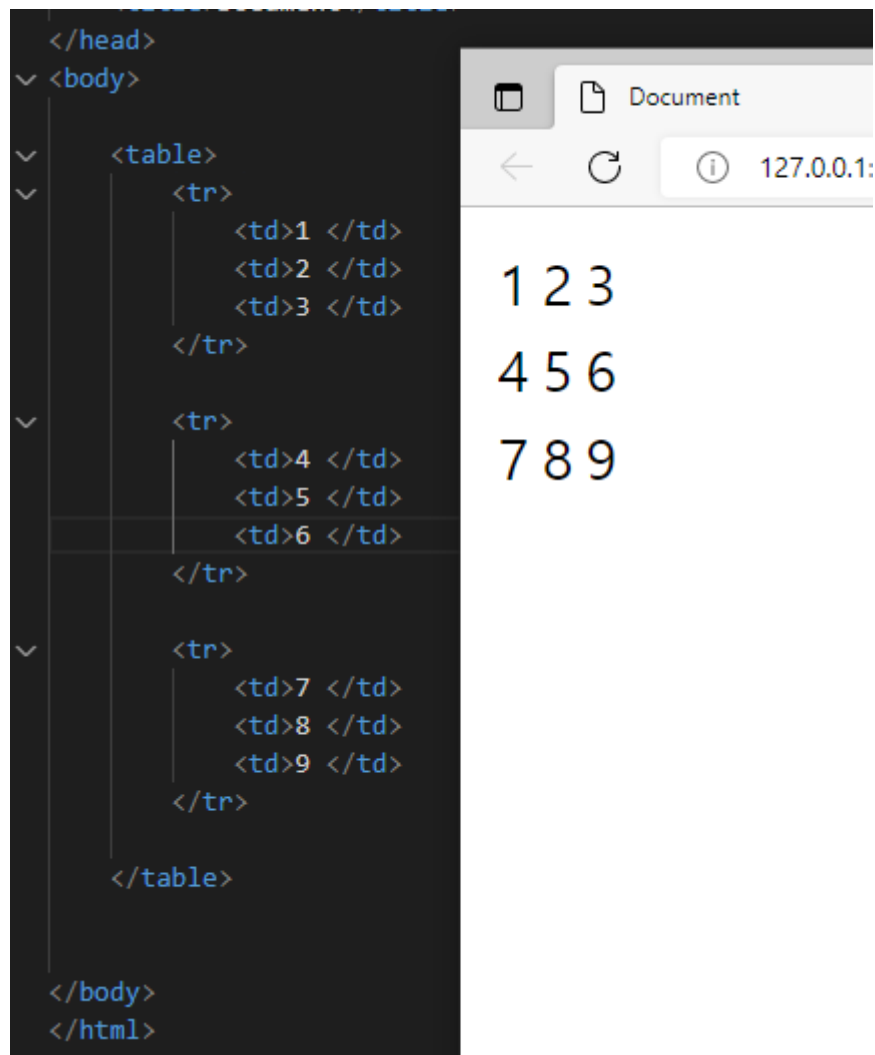 </head>
<body>
<table>
<tr>
<td>1 </td>
<td>2 </td>
<td>3 </td>
</tr>
<tr>
<td>4 </td>
<td>5 </td>
<td>6 </td>
</tr>
<tr>
<td>7 </td>
<td>8 </td>
<td>9 </td>
</tr>
</table>
</body>
</html>
Document
127.0.0.1:
1 2 3
4 5 6
7 8 9